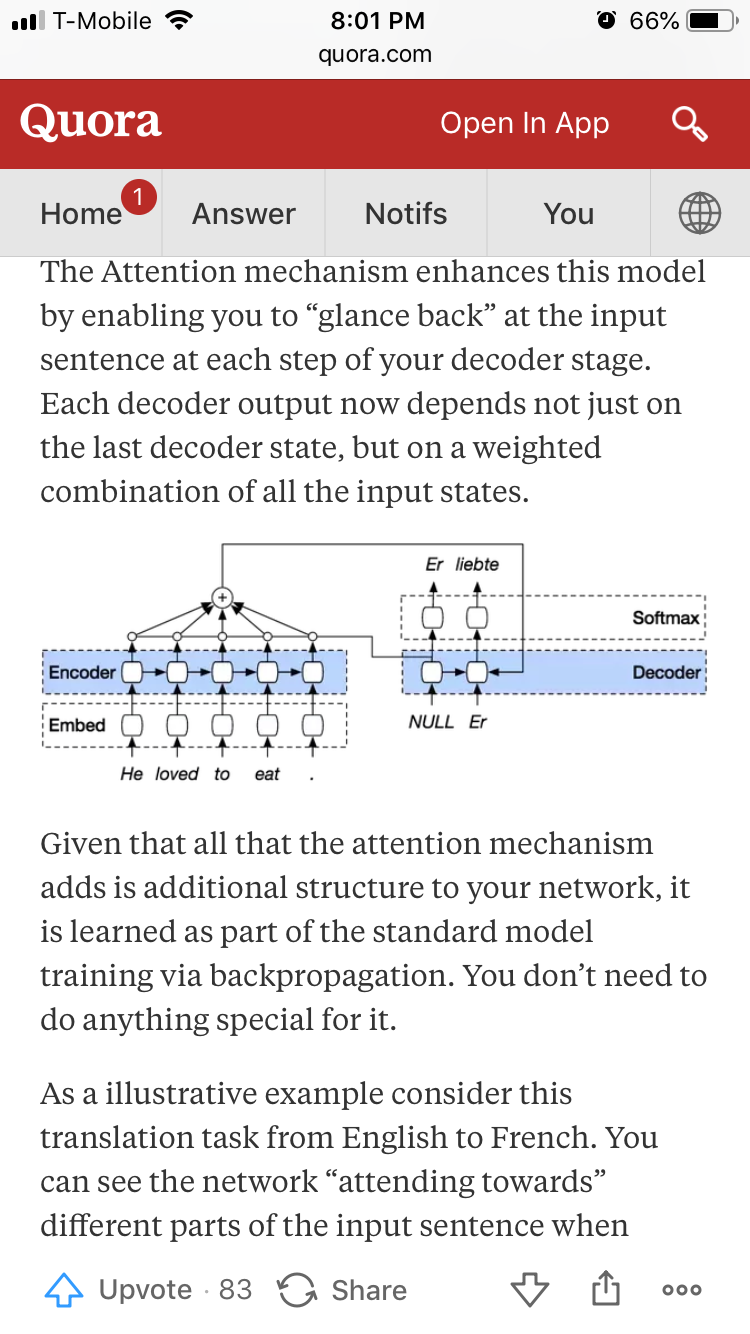 T-Mobile 8:01 PM 66%
quora.com
Quora Open In App
Home 1 Answer Notifs You
The Attention mechanism enhances this model
by enabling you to “glance back” at the input
sentence at each step of your decoder stage.
Each decoder output now depends not just on
the last decoder state, but on a weighted
combination of all the input states.
Er liebte
+
Softmax
Encoder Decoder
Embed NULL Er
He loved to eat .
Given that all that the attention mechanism
adds is additional structure to your network, it
is learned as part of the standard model
training via backpropagation. You don’t need to
do anything special for it.
As a illustrative example consider this
translation task from English to French. You
can see the network “attending towards”
different parts of the input sentence when
Upvote · 83 Share